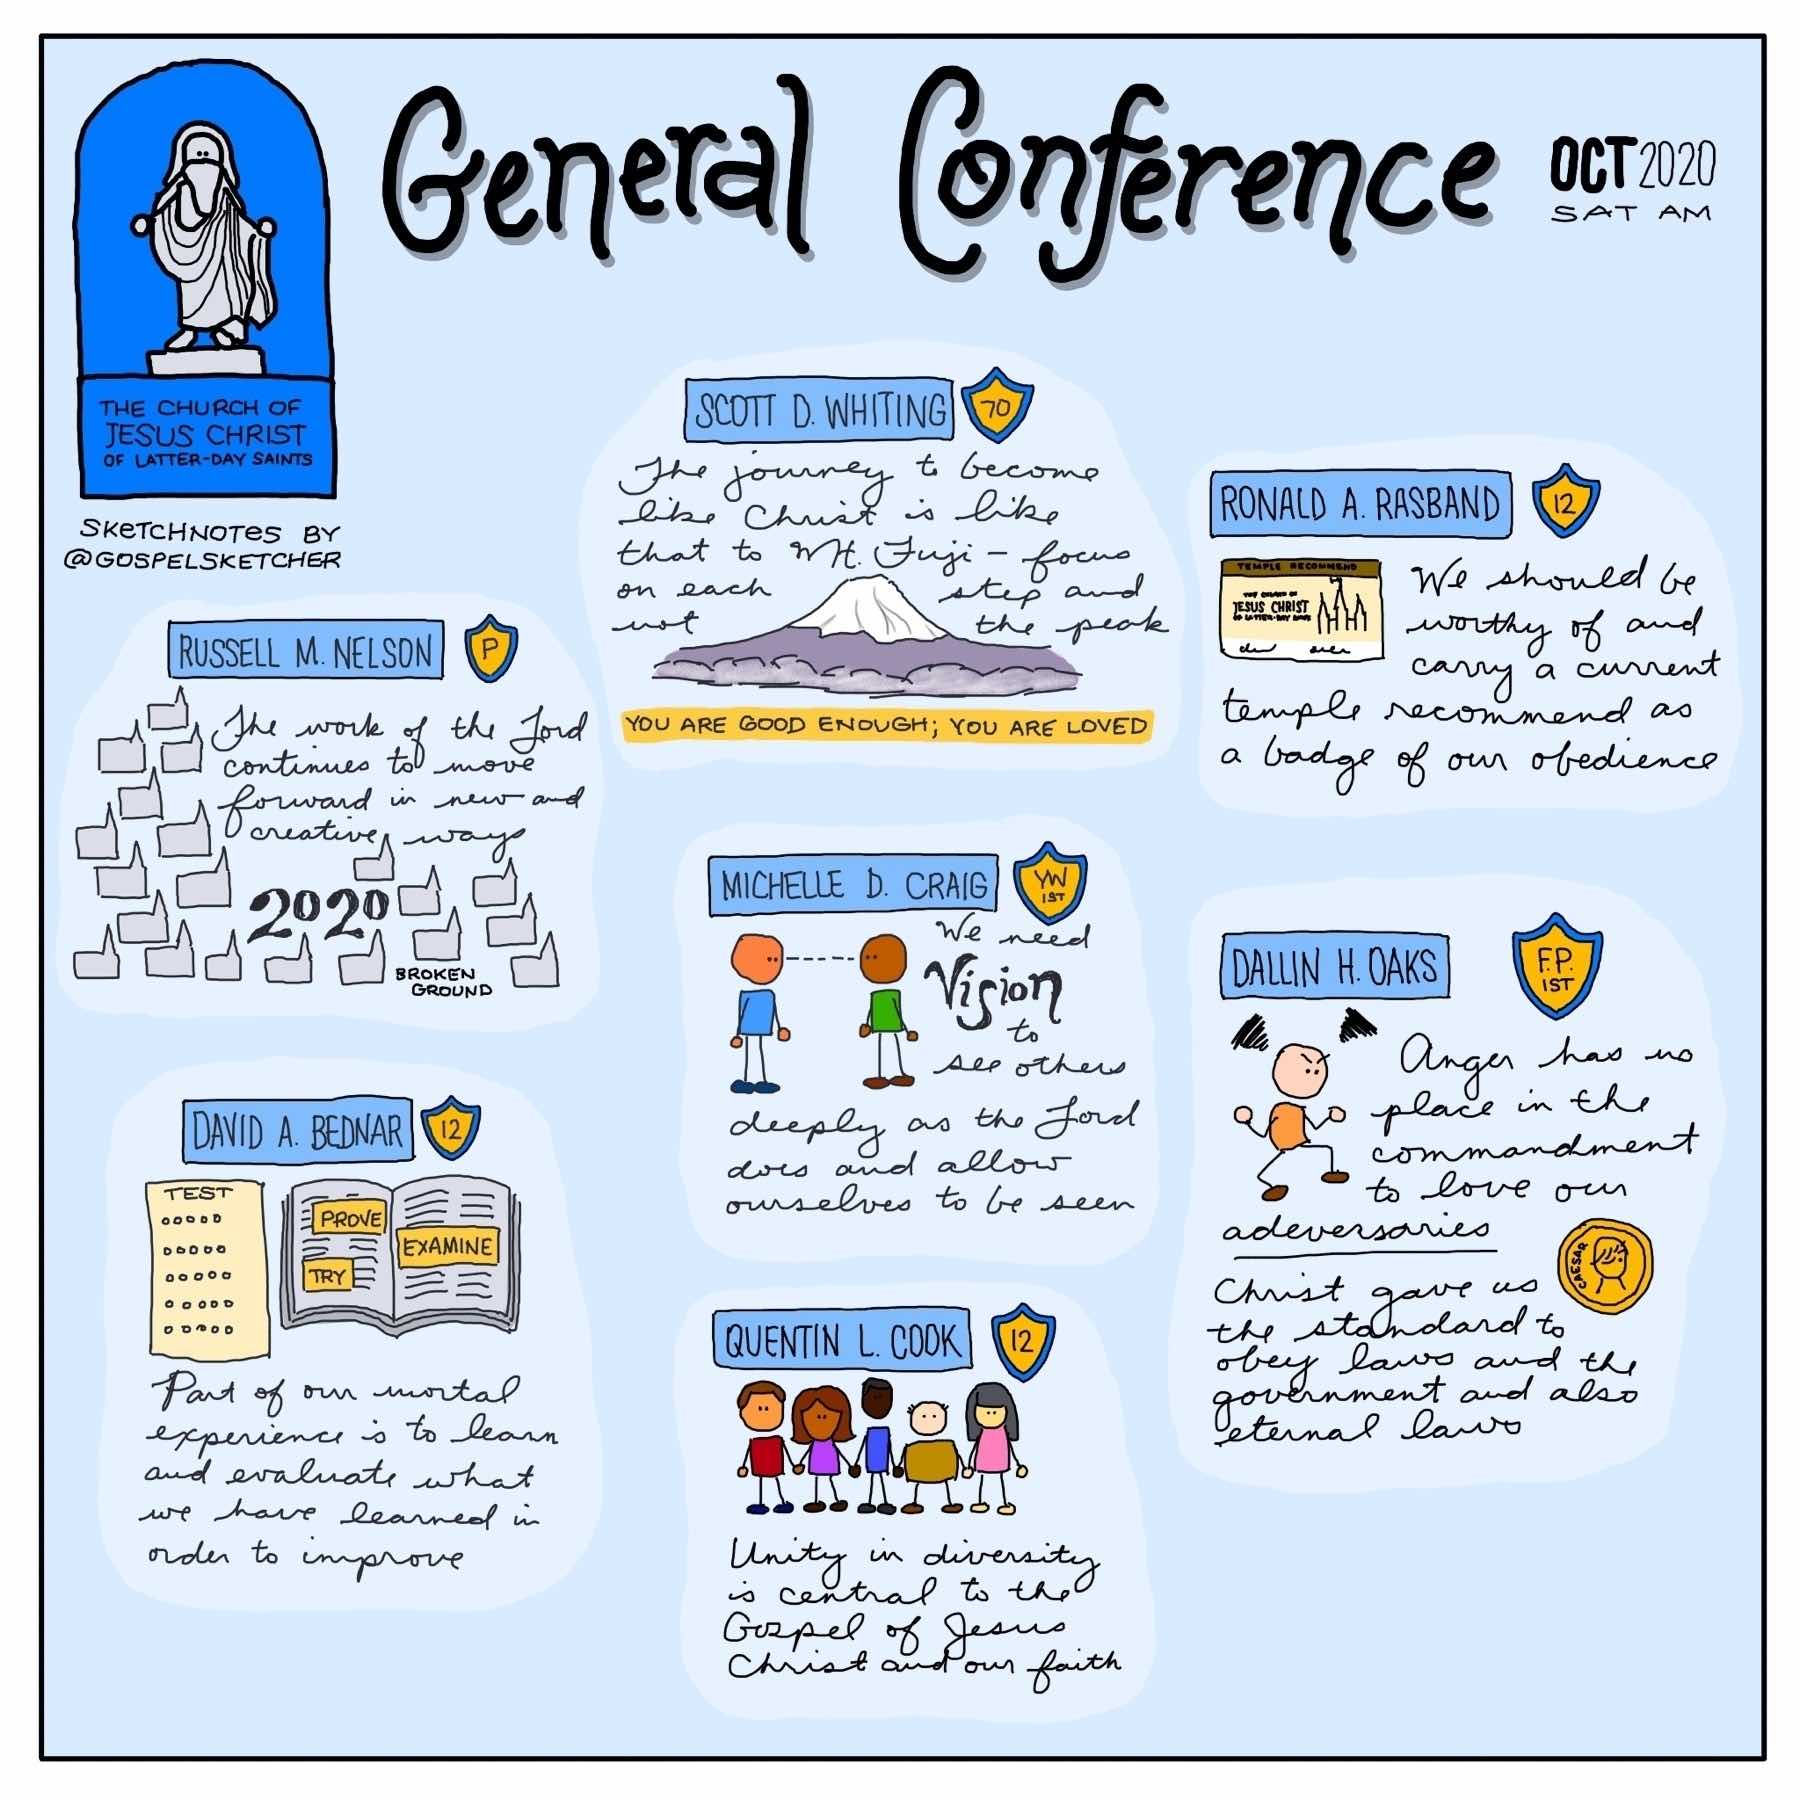 General Conference
OCT 2020
SAT AM
THE CHURCH OF
JESUS CHRIST
OF LATTER-DAY SAINTS
SKETCHNOTES BY
@GOSPELSKETCHER
RUSSELL M. NELSON
P
The work of the Lord
continues to move
forward in new and
creative ways
2020
BROKEN
GROUND
DAVID A. BEDNAR
12
TEST
PROVE
EXAMINE
TRY
Part of our mortal
experience is to learn
and evaluate what
we have learned in
order to improve
SCOTT D. WHITING
70
The journey to become
like Christ is like
that to Mt. Fuji - focus
on each step and
not the peak
YOU ARE GOOD ENOUGH; YOU ARE LOVED
MICHELLE D. CRAIG
YW
1ST
We need
Vision
to
see others
deeply as the Lord
does and allow
ourselves to be seen
QUENTIN L. COOK
12
Unity in diversity
is central to the
Gospel of Jesus
Christ and our faith
RONALD A. RASBAND
12
TEMPLE RECOMMEND
THE CHURCH OF
JESUS CHRIST
OF LATTER-DAY SAINTS
We should be
worthy of and
carry a current
temple recommend as
a badge of our obedience
DALLIN H. OAKS
F.P.
1ST
Anger has no
place in the
commandment
to love our
adeversaries
CAESAR
Christ gave us
the standard to
obey laws and the
government and also
eternal laws